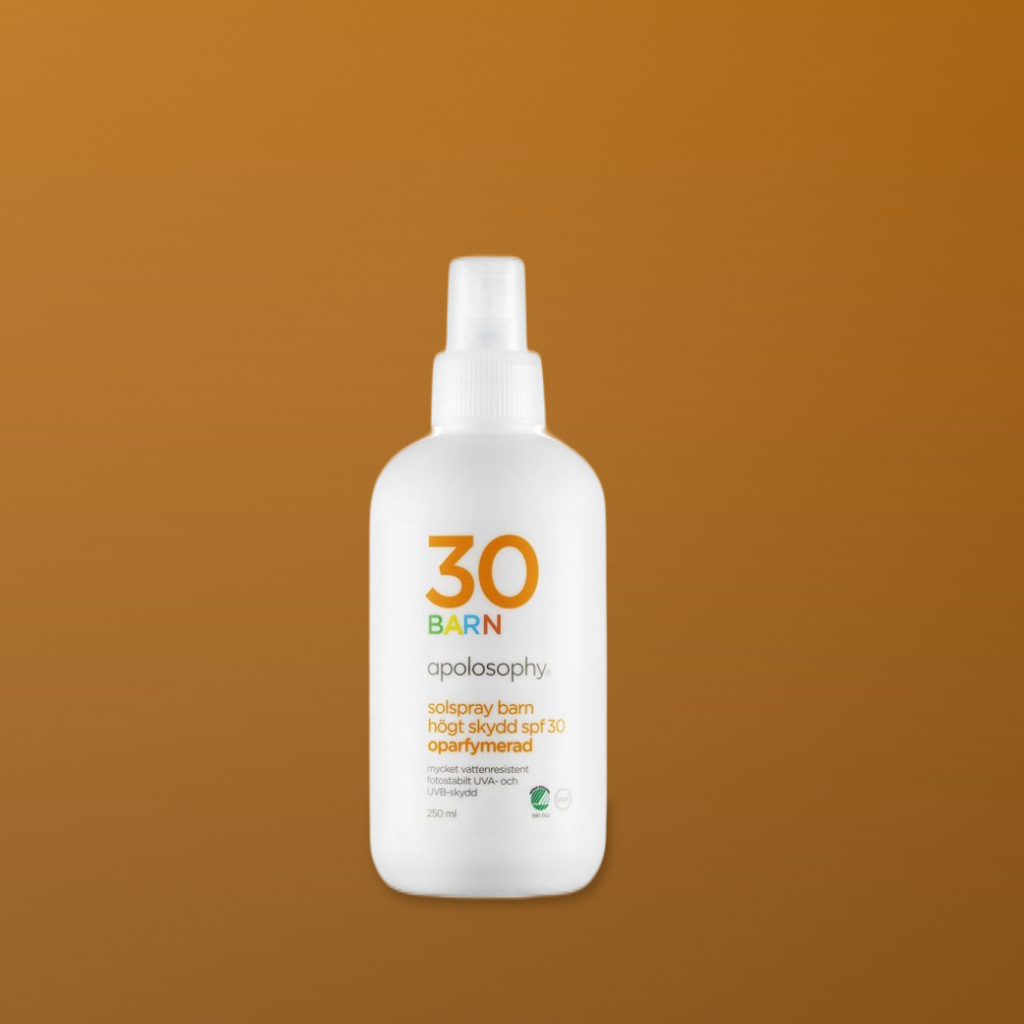 30
BARN
apolosophy®
solspray barn
högt skydd spf 30
oparfymerad
mycket vattenresistent
fotostabilt UVA- och
UVB-skydd
250 ml